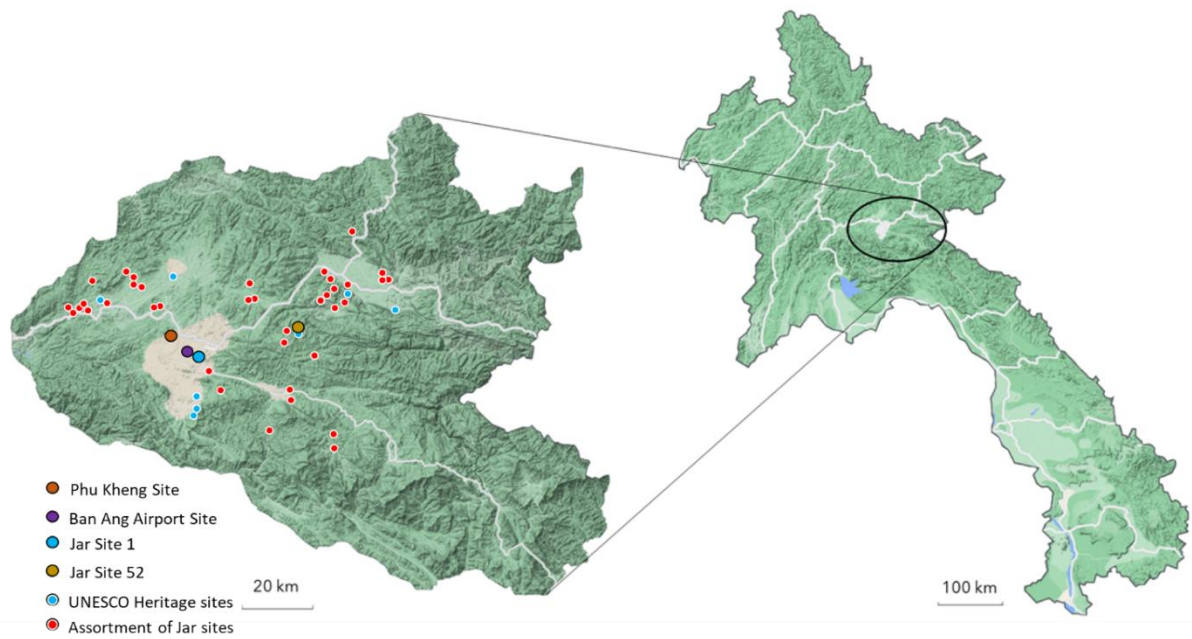 Phu Kheng Site
Ban Ang Airport Site
Jar Site 1
Jar Site 52
UNESCO Heritage sites
Assortment of Jar sites
20 km
100 km